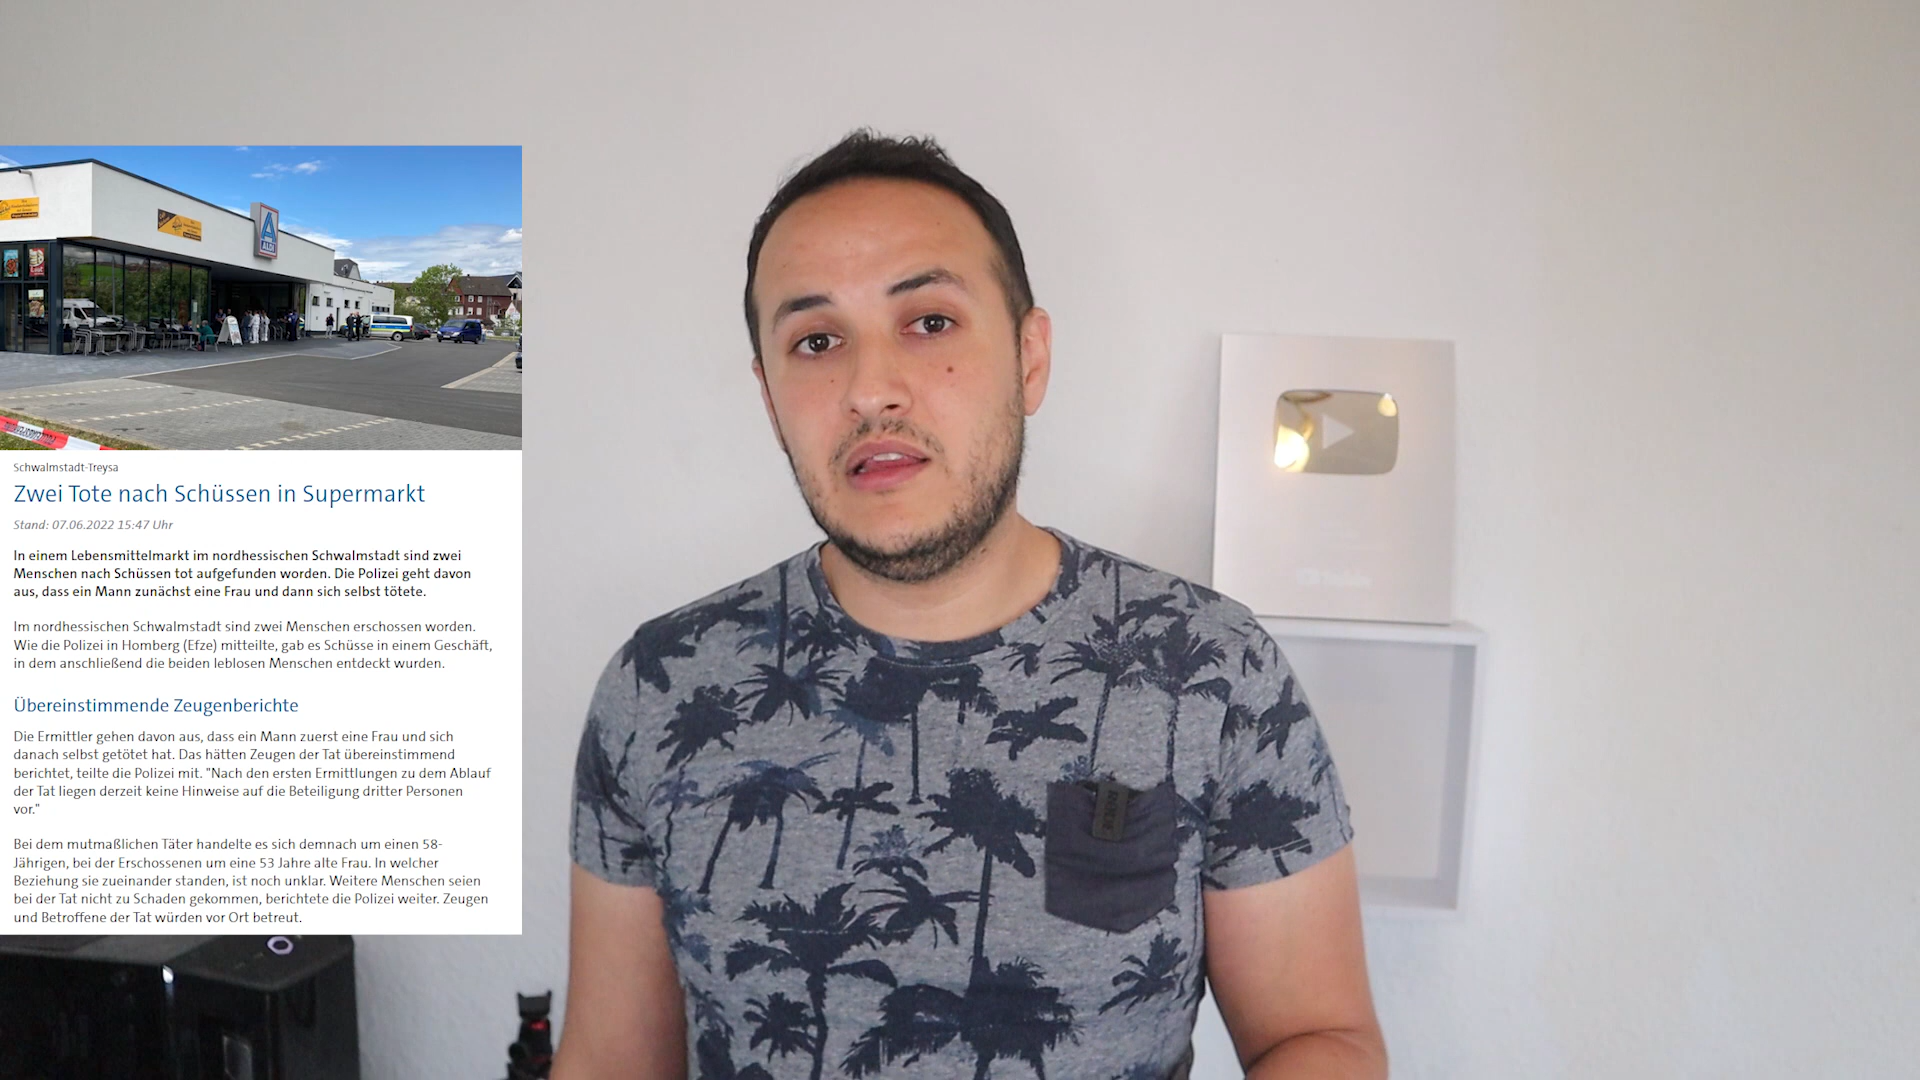 ALDI
Schwalmstadt-Treysa
Zwei Tote nach Schüssen in Supermarkt
Stand: 07.06.2022 15:47 Uhr
In einem Lebensmittelmarkt im nordhessischen Schwalmstadt sind zwei
Menschen nach Schüssen tot aufgefunden worden. Die Polizei geht davon
aus, dass ein Mann zunächst eine Frau und dann sich selbst tötete.
Im nordhessischen Schwalmstadt sind zwei Menschen erschossen worden.
Wie die Polizei in Homberg (Efze) mitteilte, gab es Schüsse in einem Geschäft,
in dem anschließend die beiden leblosen Menschen entdeckt wurden.
Übereinstimmende Zeugenberichte
Die Ermittler gehen davon aus, dass ein Mann zuerst eine Frau und sich
danach selbst getötet hat. Das hätten Zeugen der Tat übereinstimmend
berichtet, teilte die Polizei mit. "Nach den ersten Ermittlungen zu dem Ablauf
der Tat liegen derzeit keine Hinweise auf die Beteiligung dritter Personen
vor."
Bei dem mutmaßlichen Täter handelte es sich demnach um einen 58-
Jährigen, bei der Erschossenen um eine 53 Jahre alte Frau. In welcher
Beziehung sie zueinander standen, ist noch unklar. Weitere Menschen seien
bei der Tat nicht zu Schaden gekommen, berichtete die Polizei weiter. Zeugen
und Betroffene der Tat würden vor Ort betreut.